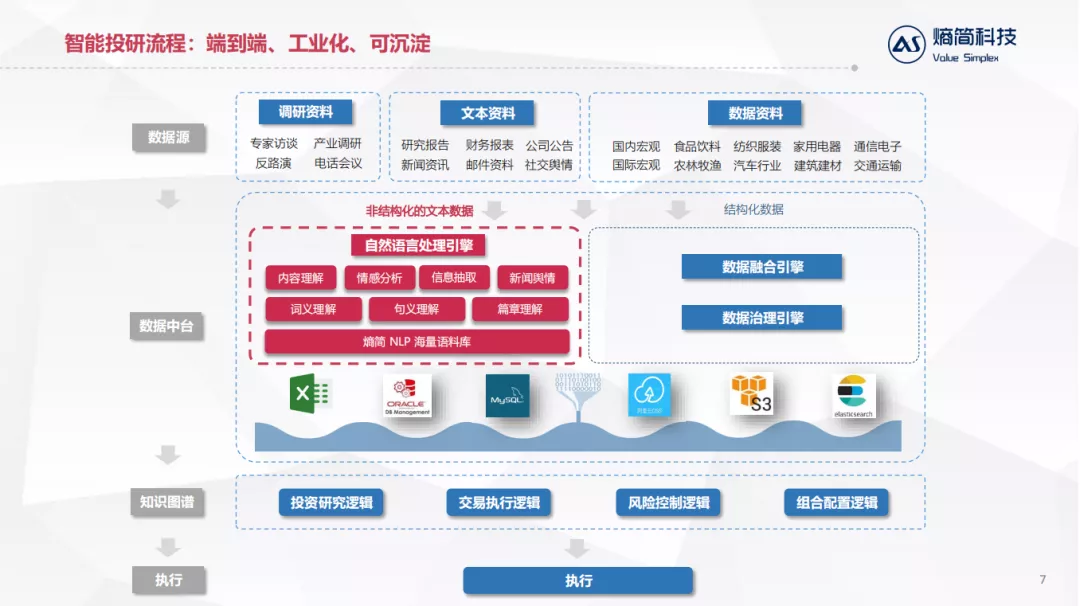 智能投研流程：端到端、工业化、可沉淀
熵简科技
Value Simplex
数据源
调研资料
专家访谈 产业调研
反路演 电话会议
文本资料
研究报告 财务报表 公司公告
新闻资讯 邮件资料 社交舆情
数据资料
国内宏观 食品饮料 纺织服装 家用电器 通信电子
国际宏观 农林牧渔 汽车行业 建筑建材 交通运输
数据中台
非结构化的文本数据
结构化数据
自然语言处理引擎
内容理解 情感分析 信息抽取 新闻舆情
词义理解 句义理解 篇章理解
熵简 NLP 海量语料库
数据融合引擎
数据治理引擎
ORACLE
DB Management
MySQL
S3
elasticsearch
知识图谱
投资研究逻辑 交易执行逻辑 风险控制逻辑 组合配置逻辑
执行
执行
7